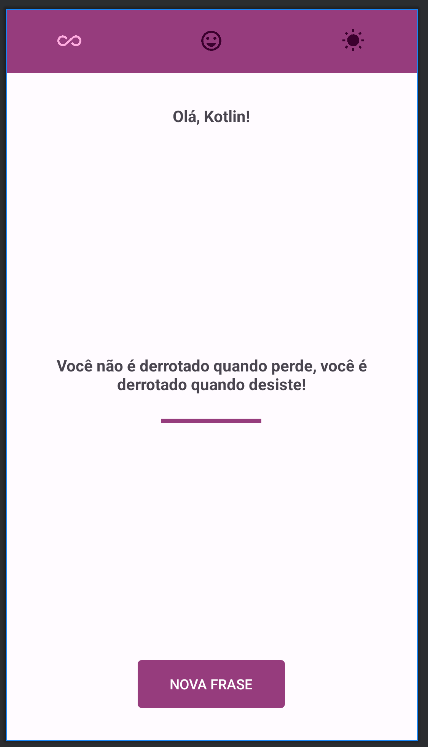 Olá, Kotlin!
Você não é derrotado quando perde, você é
derrotado quando desiste!
NOVA FRASE